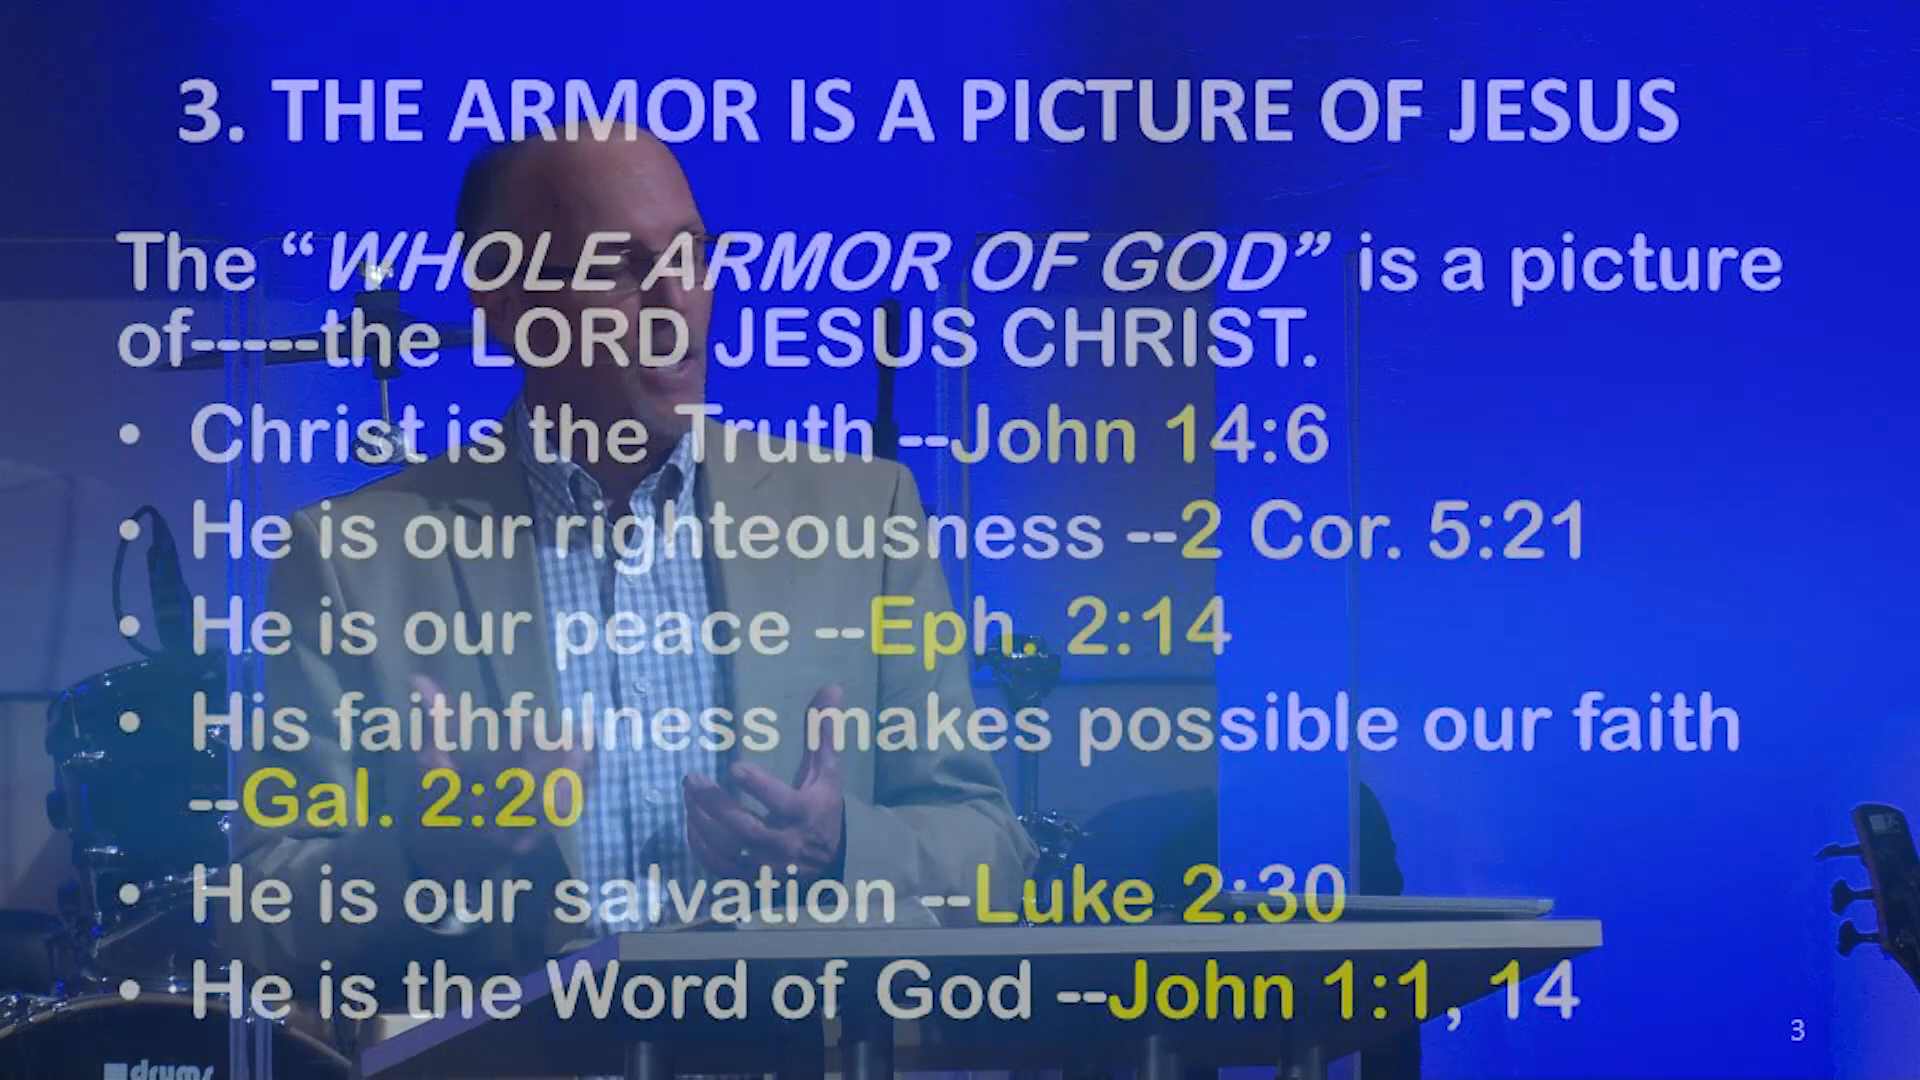 3. THE ARMOR IS A PICTURE OF JESUS
The “WHOLE ARMOR OF GOD” is a picture
of-----the LORD JESUS CHRIST.
• Christ is the Truth --John 14:6
• He is our righteousness --2 Cor. 5:21
• He is our peace --Eph. 2:14
• His faithfulness makes possible our faith
--Gal. 2:20
• He is our salvation --Luke 2:30
• He is the Word of God --John 1:1, 14
3
drums